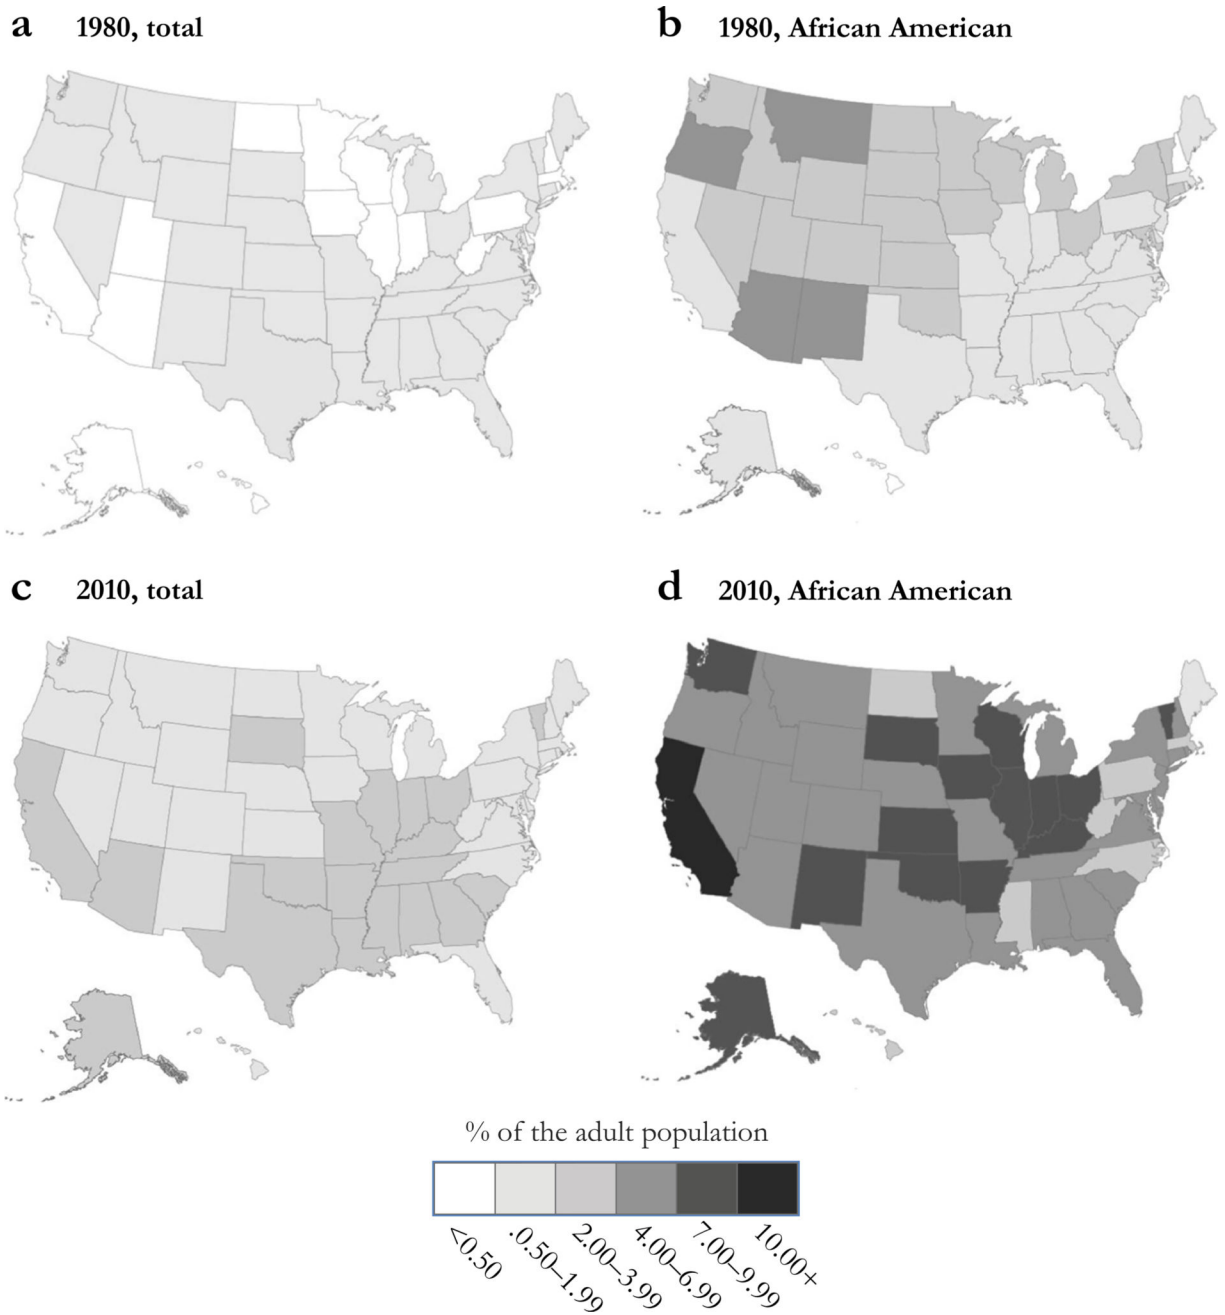 a 1980, total
b 1980, African American
c 2010, total
d 2010, African American
% of the adult population
<0.50
.0.50–1.99
2.00–3.99
4.00–6.99
7.00–9.99
10.00+